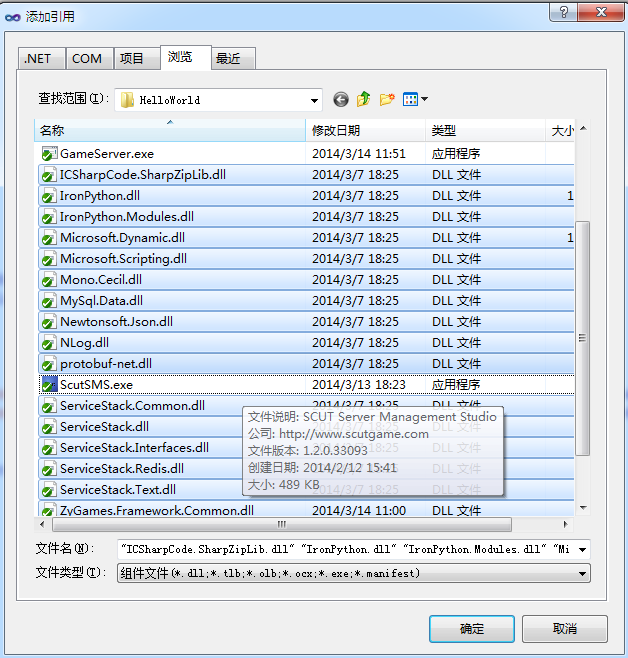 添加引用
.NET COM 项目 浏览 最近
查找范围(I): HelloWorld
名称 修改日期 类型 大小
GameServer.exe 2014/3/14 11:51 应用程序
ICSharpCode.SharpZipLib.dll 2014/3/7 18:25 DLL 文件
IronPython.dll 2014/3/7 18:25 DLL 文件 1
IronPython.Modules.dll 2014/3/7 18:25 DLL 文件
Microsoft.Dynamic.dll 2014/3/7 18:25 DLL 文件 1
Microsoft.Scripting.dll 2014/3/7 18:25 DLL 文件
Mono.Cecil.dll 2014/3/7 18:25 DLL 文件
MySql.Data.dll 2014/3/7 18:25 DLL 文件
Newtonsoft.Json.dll 2014/3/7 18:25 DLL 文件
NLog.dll 2014/3/7 18:25 DLL 文件
protobuf-net.dll 2014/3/7 18:25 DLL 文件
ScutSMS.exe 2014/3/13 18:23 应用程序
ServiceStack.Common.dll 2014/3/7 18:25 DLL 文件
文件说明: SCUT Server Management Studio
ServiceStack.dll
公司: http://www.scutgame.com
ServiceStack.Interfaces.dll
文件版本: 1.2.0.33093
ServiceStack.Redis.dll
创建日期: 2014/2/12 15:41
ServiceStack.Text.dll
大小: 489 KB
ZyGames.Framework.Common.dll 2014/3/14 11:00 DLL 文件
文件名(N): "ICSharpCode.SharpZipLib.dll" "IronPython.dll" "IronPython.Modules.dll" "Mi
文件类型(T): 组件文件(*.dll;*.tlb;*.olb;*.ocx;*.exe;*.manifest)
确定 取消